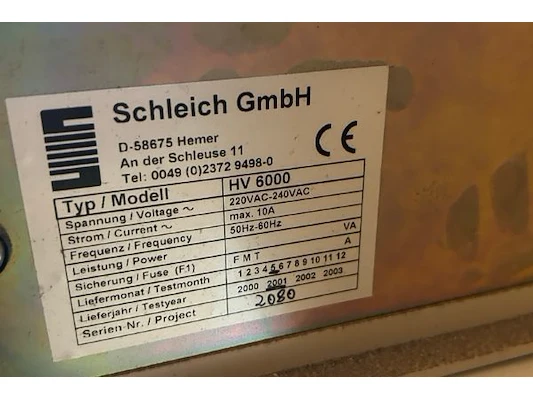 Schleich GmbH
D-58675 Hemer
An der Schleuse 11
Tel: 0049 (0)2372 9498-0
CE
Typ / Modell HV 6000
Spannung / Voltage ~ 220VAC-240VAC
Strom / Current ~ max. 10A
Frequenz / Frequency 50Hz-60Hz
Leistung / Power VA
Sicherung / Fuse (F1) F M T A
Liefermonat / Testmonth 1 2 3 4 5 6 7 8 9 10 11 12
Lieferjahr / Testyear 2000 2001 2002 2003
Serien-Nr. / Project 2080